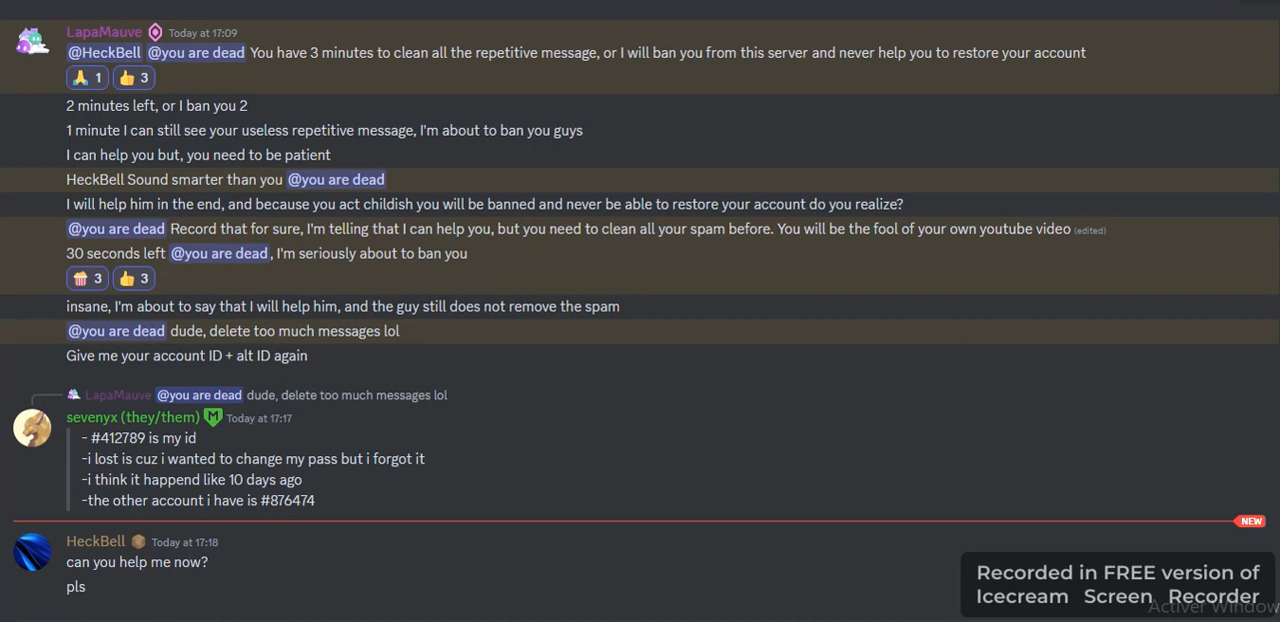 LapaMauve Today at 17:09
@HeckBell @you are dead You have 3 minutes to clean all the repetitive message, or I will ban you from this server and never help you to restore your account
🙏 1 👍 3
2 minutes left, or I ban you 2
1 minute I can still see your useless repetitive message, I'm about to ban you guys
I can help you but, you need to be patient
HeckBell Sound smarter than you @you are dead
I will help him in the end, and because you act childish you will be banned and never be able to restore your account do you realize?
@you are dead Record that for sure, I'm telling that I can help you, but you need to clean all your spam before. You will be the fool of your own youtube video (edited)
30 seconds left @you are dead, I'm seriously about to ban you
🍿 3 👍 3
insane, I'm about to say that I will help him, and the guy still does not remove the spam
@you are dead dude, delete too much messages lol
Give me your account ID + alt ID again
LapaMauve @you are dead dude, delete too much messages lol
sevenyx (they/them) M Today at 17:17
- #412789 is my id
-i lost is cuz i wanted to change my pass but i forgot it
-i think it happend like 10 days ago
-the other account i have is #876474
NEW
HeckBell Today at 17:18
can you help me now?
pls
Recorded in FREE version of
Icecream Screen Recorder
Activer Window